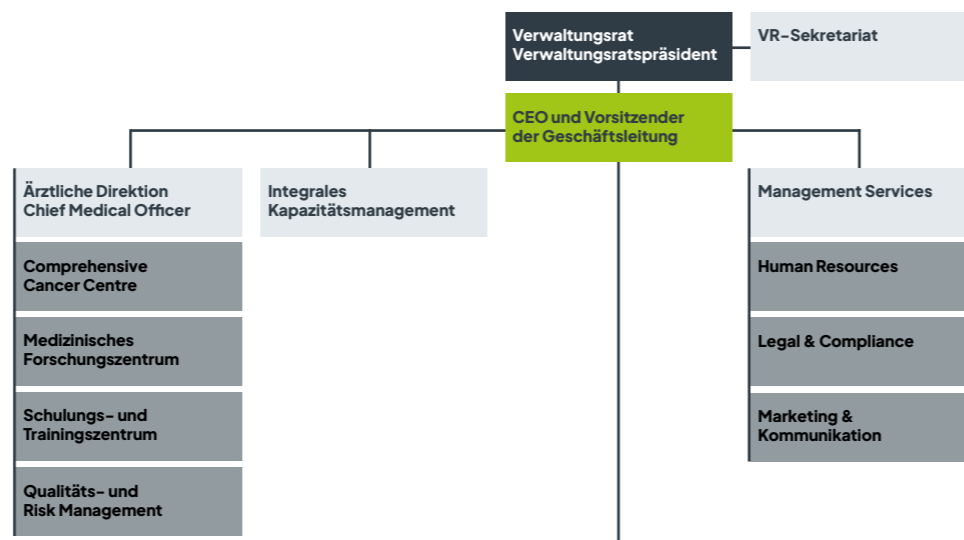 Verwaltungsrat
Verwaltungsratspräsident
VR-Sekretariat
CEO und Vorsitzender
der Geschäftsleitung
Ärztliche Direktion
Chief Medical Officer
Integrales
Kapazitätsmanagement
Management Services
Comprehensive
Cancer Centre
Human Resources
Medizinisches
Forschungszentrum
Legal & Compliance
Schulungs- und
Trainingszentrum
Marketing &
Kommunikation
Qualitäts- und
Risk Management